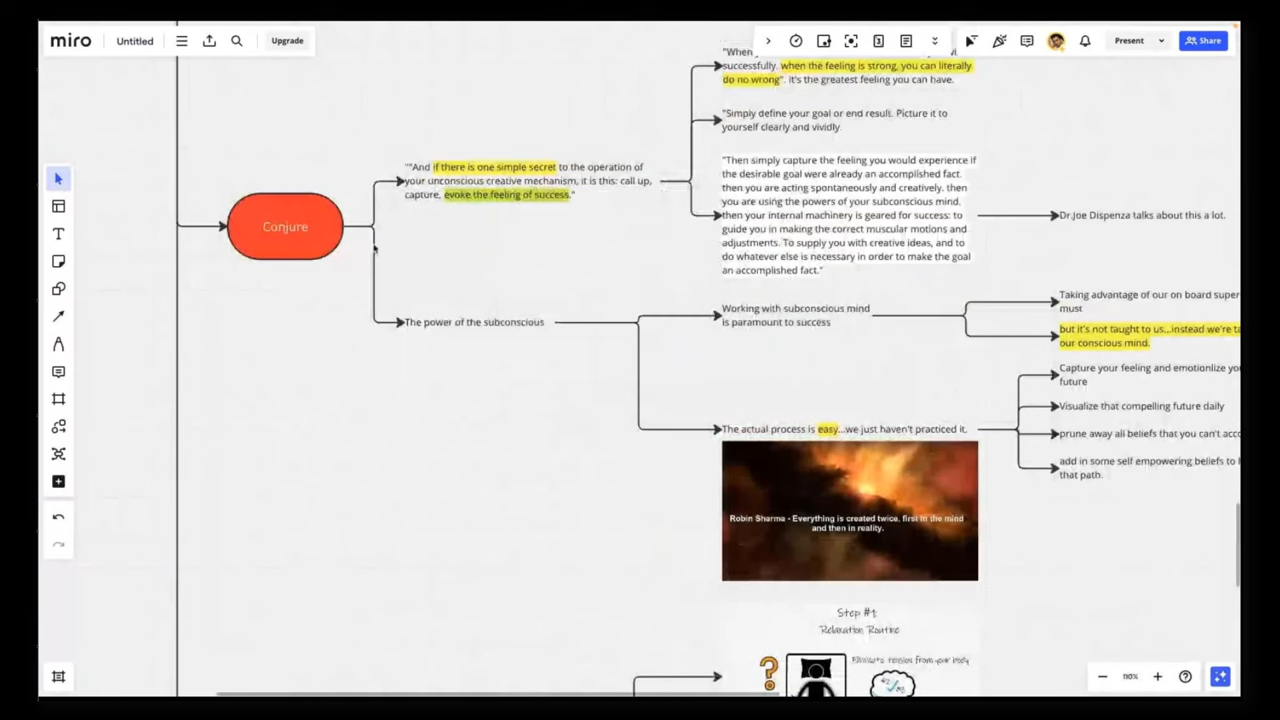 miro
Untitled
Upgrade
Present
Share
"When
successfully. when the feeling is strong, you can literally
do no wrong". it's the greatest feeling you can have.
"Simply define your goal or end result. Picture it to
yourself clearly and vividly.
""And if there is one simple secret to the operation of
your unconscious creative mechanism, it is this: call up,
capture, evoke the feeling of success."
"Then simply capture the feeling you would experience if
the desirable goal were already an accomplished fact.
then you are acting spontaneously and creatively. then
you are using the powers of your subconscious mind.
then your internal machinery is geared for success: to
guide you in making the correct muscular motions and
adjustments. To supply you with creative ideas, and to
do whatever else is necessary in order to make the goal
an accomplished fact."
Dr.Joe Dispenza talks about this a lot.
Conjure
The power of the subconscious
Working with subconscious mind
is paramount to success
Taking advantage of our on board super
must
but it's not taught to us...instead we're ta
our conscious mind.
The actual process is easy...we just haven't practiced it.
Capture your feeling and emotionlize yo
future
Visualize that compelling future daily
prune away all beliefs that you can't acc
add in some self empowering beliefs to
that path.
Robin Sharma - Everything is created twice, first in the mind
and then in reality.
Step #1:
Relaxation Routine
Eliminate tension from your body
110%